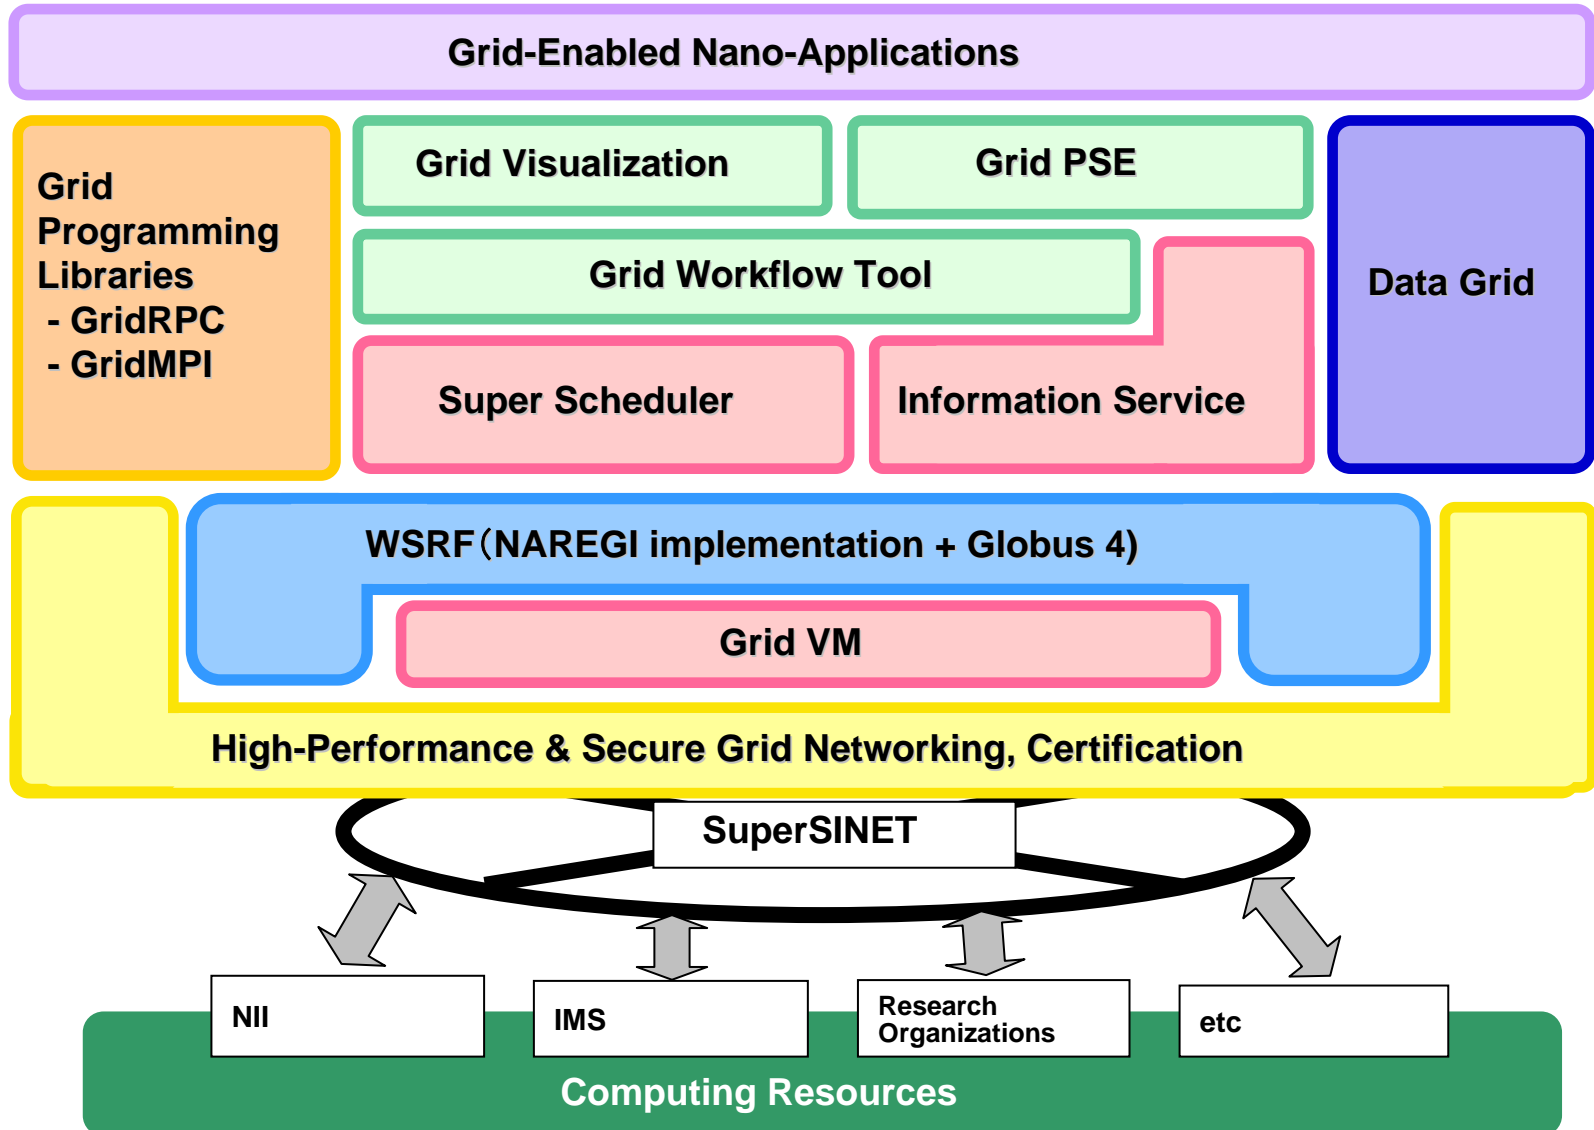 Grid-Enabled Nano-Applications
Grid
Programming
Libraries
- GridRPC
- GridMPI
Grid Visualization
Grid PSE
Grid Workflow Tool
Super Scheduler
Information Service
Data Grid
WSRF（NAREGI implementation + Globus 4)
Grid VM
High-Performance & Secure Grid Networking, Certification
SuperSINET
NII
IMS
Research
Organizations
etc
Computing Resources